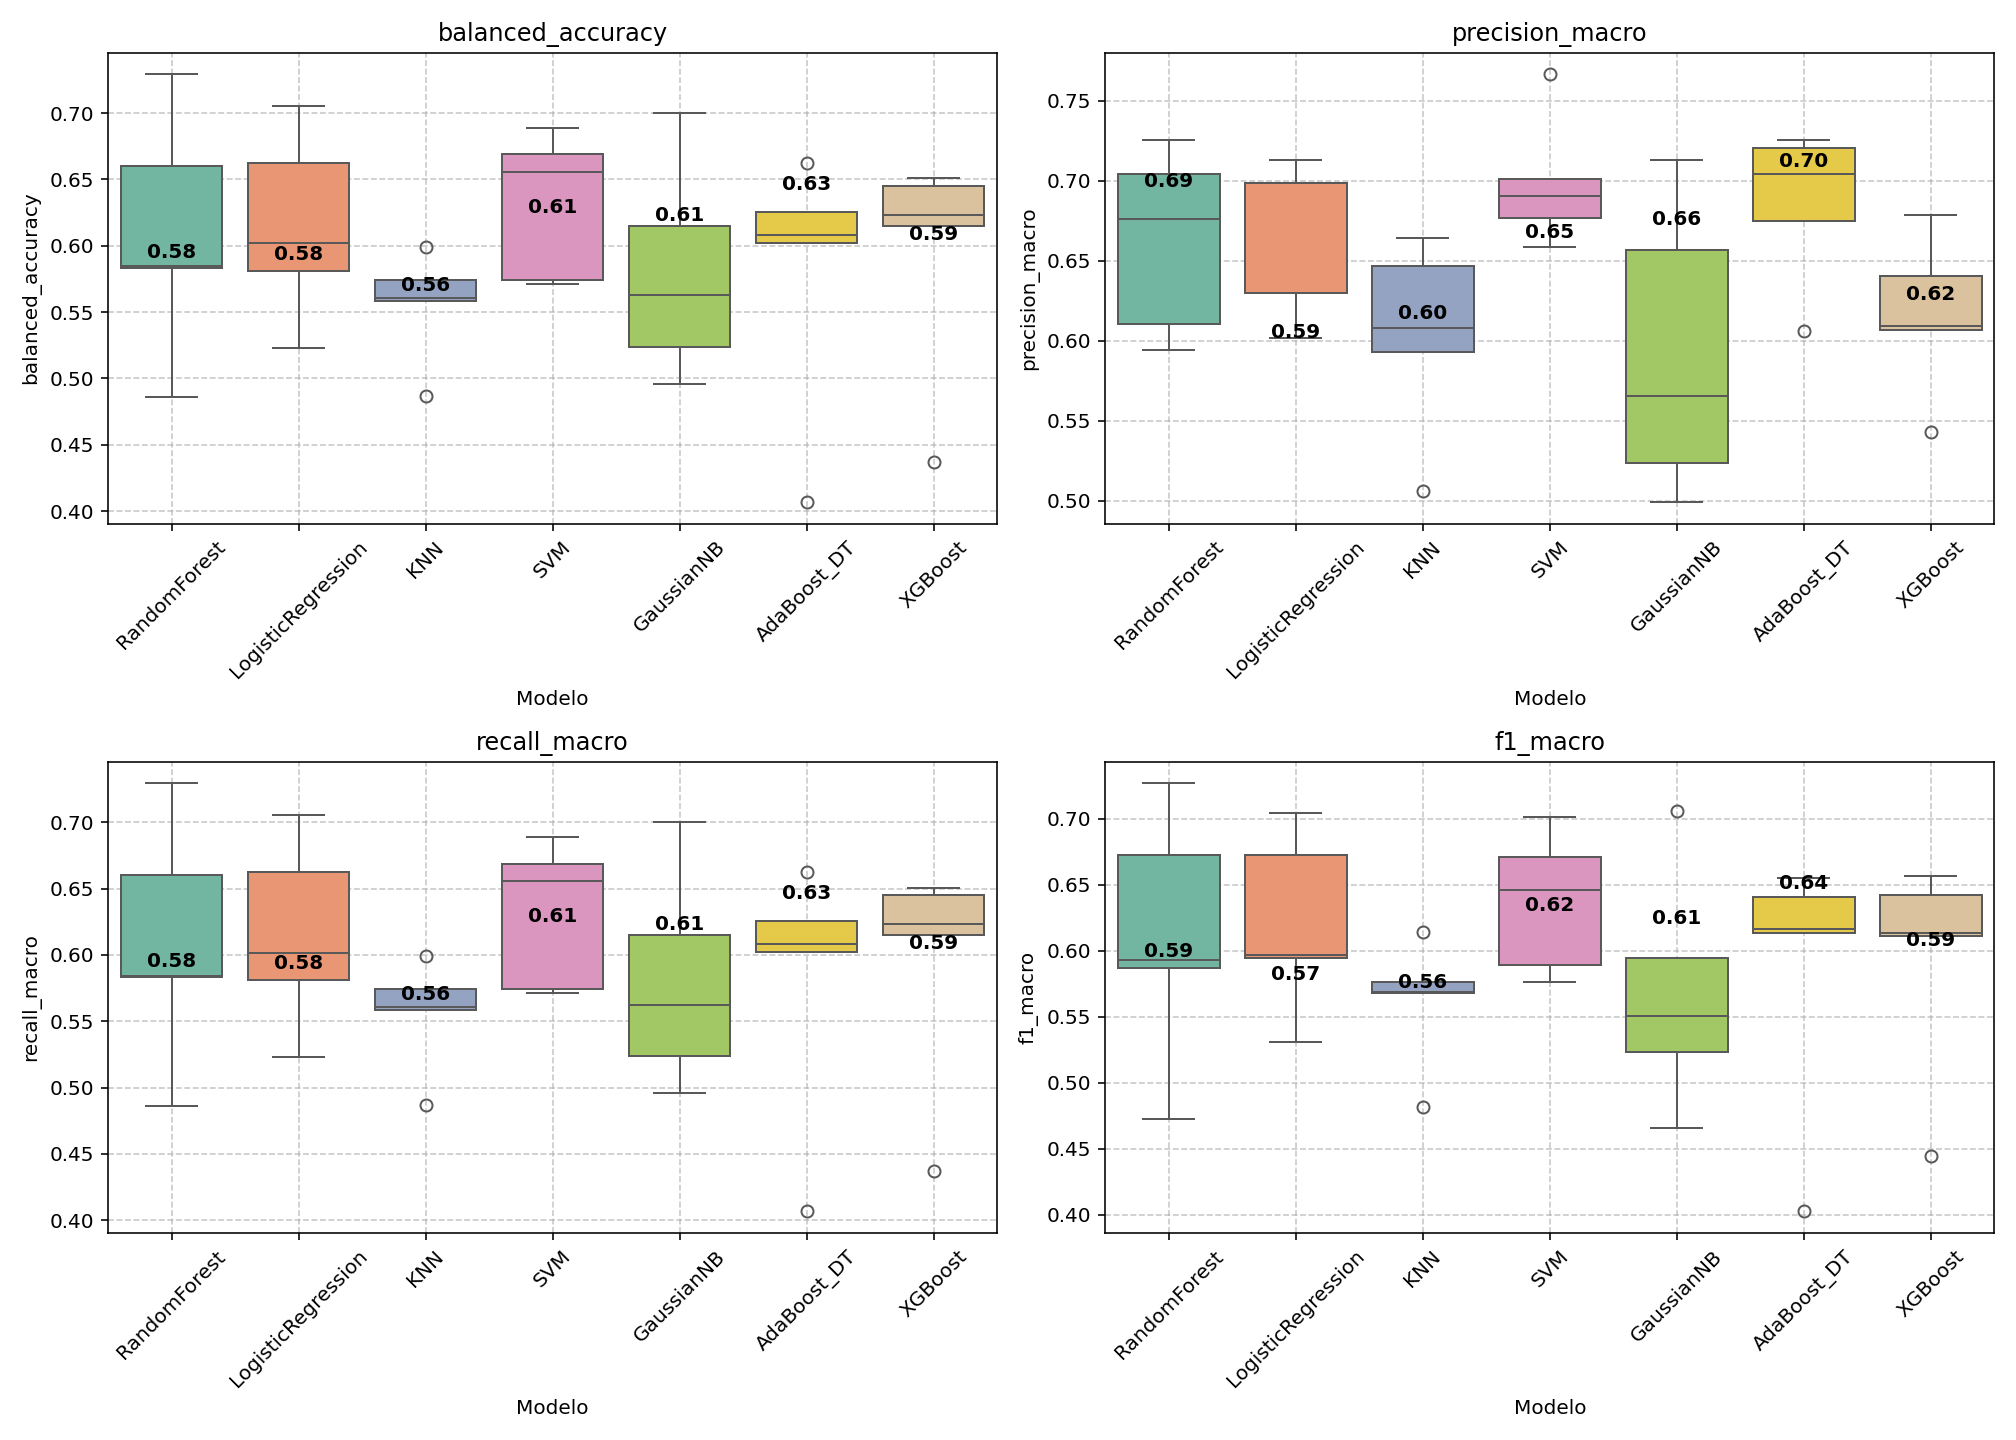 balanced_accuracy
balanced_accuracy
0.70
0.65
0.60
0.55
0.50
0.45
0.40
0.58
0.58
0.56
0.61
0.61
0.63
0.59
RandomForest
LogisticRegression
KNN
SVM
GaussianNB
AdaBoost_DT
XGBoost
Modelo
precision_macro
precision_macro
0.75
0.70
0.65
0.60
0.55
0.50
0.69
0.59
0.60
0.65
0.66
0.70
0.62
RandomForest
LogisticRegression
KNN
SVM
GaussianNB
AdaBoost_DT
XGBoost
Modelo
recall_macro
recall_macro
0.70
0.65
0.60
0.55
0.50
0.45
0.40
0.58
0.58
0.56
0.61
0.61
0.63
0.59
RandomForest
LogisticRegression
KNN
SVM
GaussianNB
AdaBoost_DT
XGBoost
Modelo
f1_macro
f1_macro
0.70
0.65
0.60
0.55
0.50
0.45
0.40
0.59
0.57
0.56
0.62
0.61
0.64
0.59
RandomForest
LogisticRegression
KNN
SVM
GaussianNB
AdaBoost_DT
XGBoost
Modelo